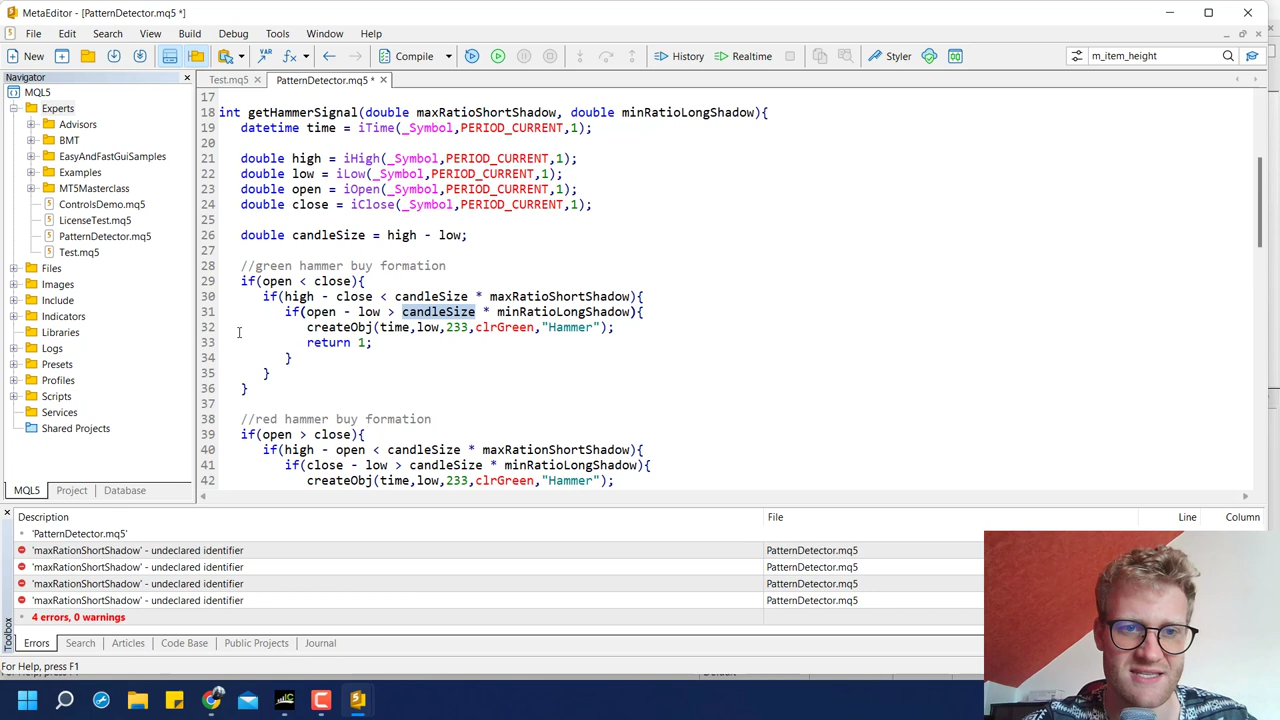 MetaEditor - [PatternDetector.mq5 *]
File Edit Search View Build Debug Tools Window Help
New Compile History Realtime Styler m_item_height
Navigator
Test.mq5 PatternDetector.mq5 *
MQL5
Experts
Advisors
BMT
EasyAndFastGuiSamples
Examples
MT5Masterclass
ControlsDemo.mq5
LicenseTest.mq5
PatternDetector.mq5
Test.mq5
Files
Images
Include
Indicators
Libraries
Logs
Presets
Profiles
Scripts
Services
Shared Projects
MQL5 Project Database
17
18 int getHammerSignal(double maxRatioShortShadow, double minRatioLongShadow){
19 datetime time = iTime(_Symbol,PERIOD_CURRENT,1);
20
21 double high = iHigh(_Symbol,PERIOD_CURRENT,1);
22 double low = iLow(_Symbol,PERIOD_CURRENT,1);
23 double open = iOpen(_Symbol,PERIOD_CURRENT,1);
24 double close = iClose(_Symbol,PERIOD_CURRENT,1);
25
26 double candleSize = high - low;
27
28 //green hammer buy formation
29 if(open < close){
30 if(high - close < candleSize * maxRatioShortShadow){
31 if(open - low > candleSize * minRatioLongShadow){
32 createObj(time,low,233,clrGreen,"Hammer");
33 return 1;
34 }
35 }
36 }
37
38 //red hammer buy formation
39 if(open > close){
40 if(high - open < candleSize * maxRationShortShadow){
41 if(close - low > candleSize * minRatioLongShadow){
42 createObj(time,low,233,clrGreen,"Hammer");
Description File Line Column
'PatternDetector.mq5'
'maxRationShortShadow' - undeclared identifier PatternDetector.mq5
'maxRationShortShadow' - undeclared identifier PatternDetector.mq5
'maxRationShortShadow' - undeclared identifier PatternDetector.mq5
'maxRationShortShadow' - undeclared identifier PatternDetector.mq5
4 errors, 0 warnings
Toolbox
Errors Search Articles Code Base Public Projects Journal
For Help, press F1